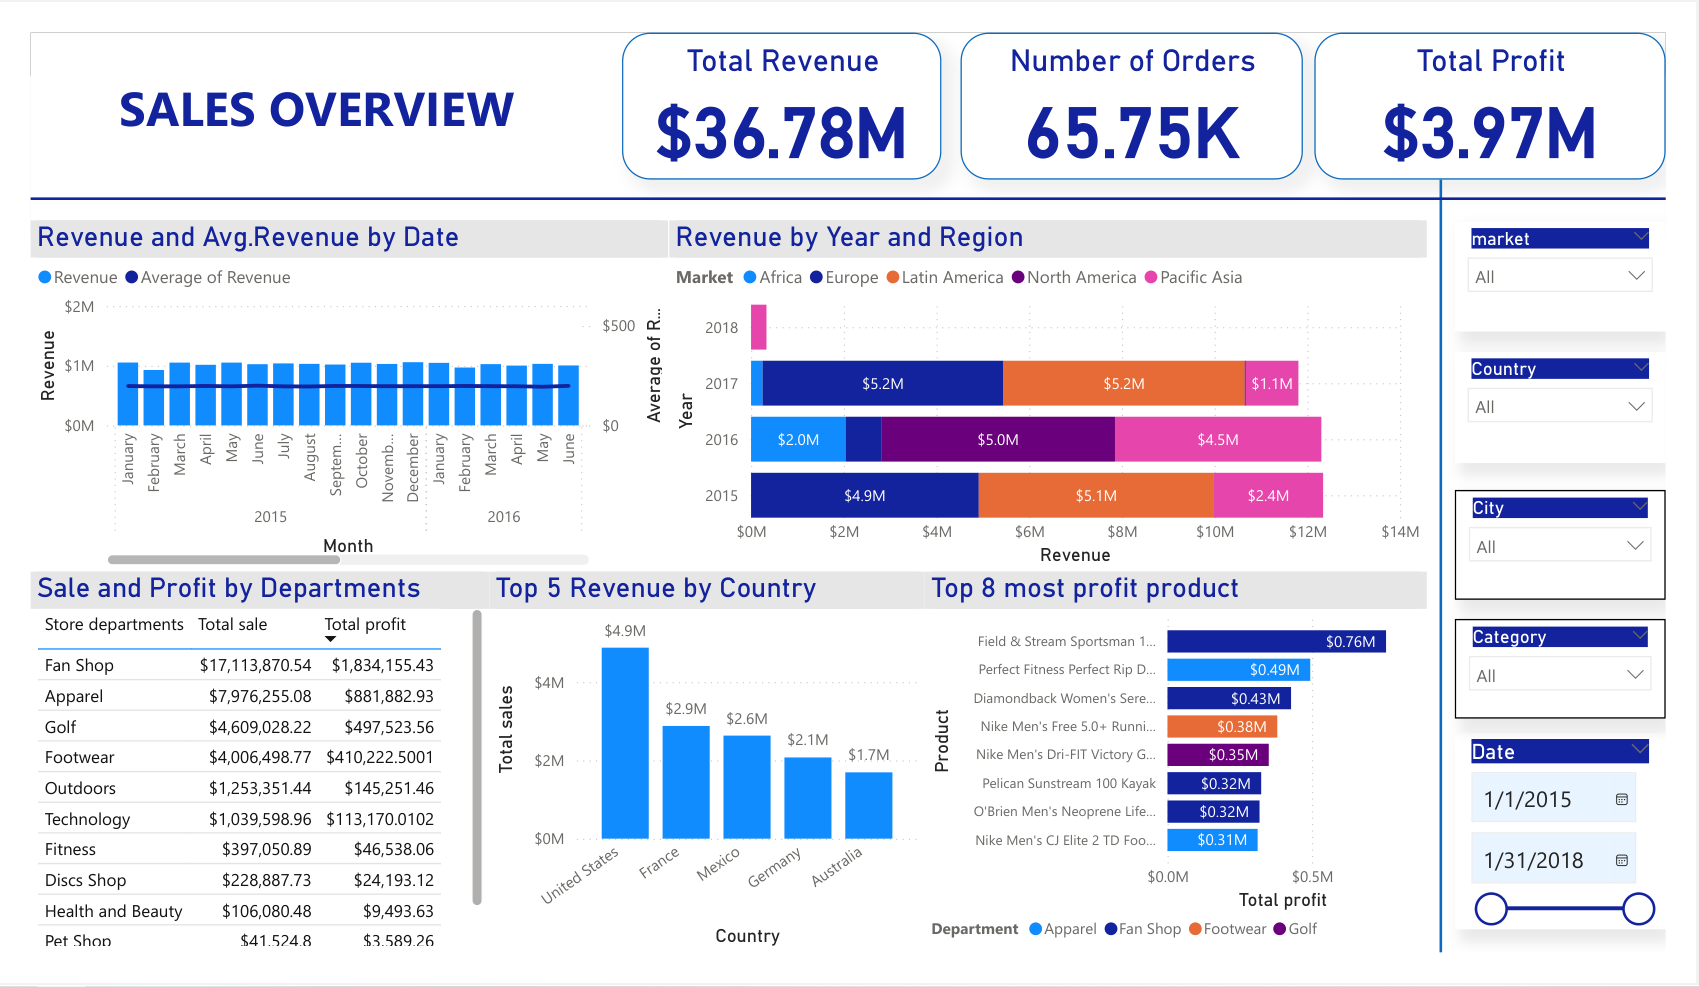 SALES OVERVIEW
Total Revenue
$36.78M
Number of Orders
65.75K
Total Profit
$3.97M
Revenue and Avg.Revenue by Date
Revenue Average of Revenue
$2M
$1M
$0M
Revenue
$500
$0
Average of R...
January
February
March
April
May
June
July
August
Septem...
October
Novemb...
December
January
February
March
April
May
June
2015
2016
Month
Revenue by Year and Region
Market Africa Europe Latin America North America Pacific Asia
Year
2018
2017 $5.2M $5.2M $1.1M
2016 $2.0M $5.0M $4.5M
2015 $4.9M $5.1M $2.4M
$0M $2M $4M $6M $8M $10M $12M $14M
Revenue
Sale and Profit by Departments
Store departments Total sale Total profit
Fan Shop $17,113,870.54 $1,834,155.43
Apparel $7,976,255.08 $881,882.93
Golf $4,609,028.22 $497,523.56
Footwear $4,006,498.77 $410,222.5001
Outdoors $1,253,351.44 $145,251.46
Technology $1,039,598.96 $113,170.0102
Fitness $397,050.89 $46,538.06
Discs Shop $228,887.73 $24,193.12
Health and Beauty $106,080.48 $9,493.63
Pet Shop $41,524.8 $3,589.26
Top 5 Revenue by Country
Total sales
$4M
$2M
$0M
$4.9M
$2.9M
$2.6M
$2.1M
$1.7M
United States
France
Mexico
Germany
Australia
Country
Top 8 most profit product
Product
Field & Stream Sportsman 1... $0.76M
Perfect Fitness Perfect Rip D... $0.49M
Diamondback Women's Sere... $0.43M
Nike Men's Free 5.0+ Runni... $0.38M
Nike Men's Dri-FIT Victory G... $0.35M
Pelican Sunstream 100 Kayak $0.32M
O'Brien Men's Neoprene Life... $0.32M
Nike Men's CJ Elite 2 TD Foo... $0.31M
$0.0M $0.5M
Total profit
Department Apparel Fan Shop Footwear Golf
market
All
Country
All
City
All
Category
All
Date
1/1/2015
1/31/2018